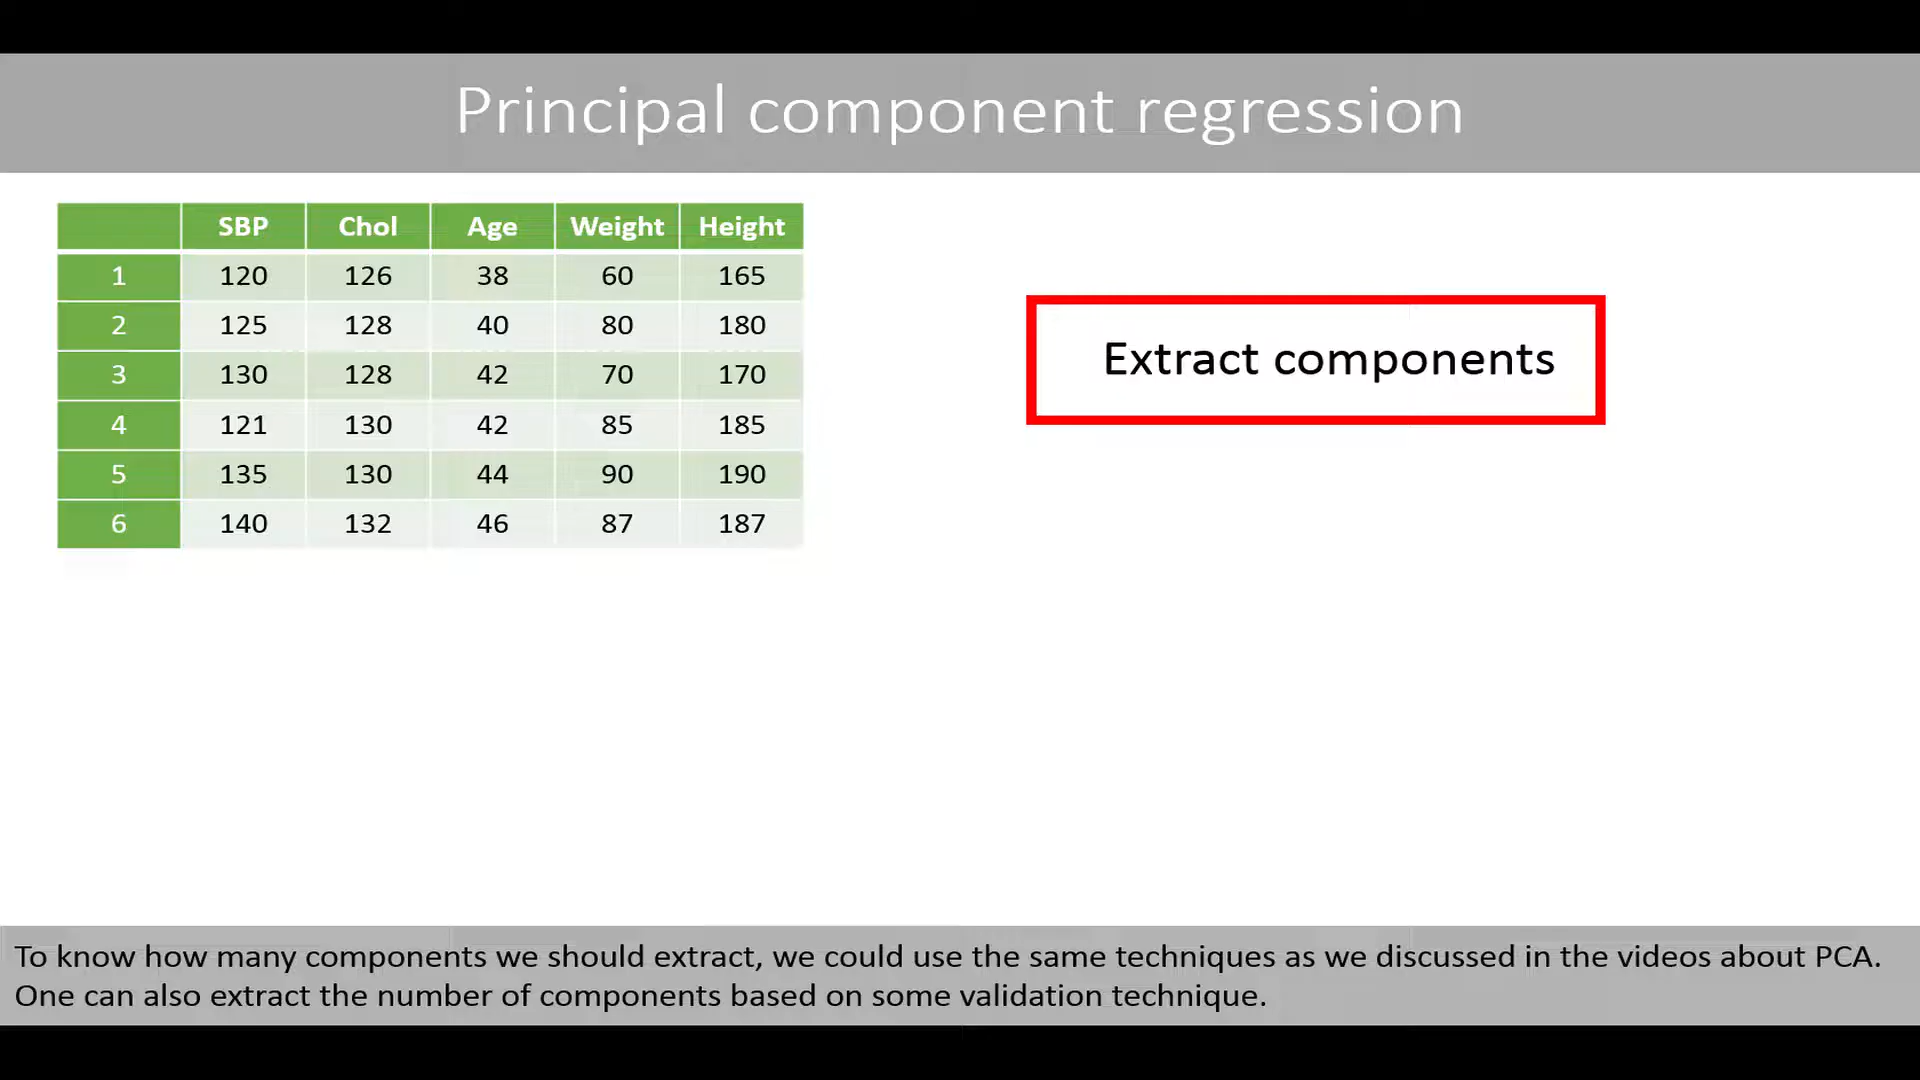 Principal component regression
SBP Chol Age Weight Height
1 120 126 38 60 165
2 125 128 40 80 180
3 130 128 42 70 170
4 121 130 42 85 185
5 135 130 44 90 190
6 140 132 46 87 187
Extract components
To know how many components we should extract, we could use the same techniques as we discussed in the videos about PCA.
One can also extract the number of components based on some validation technique.